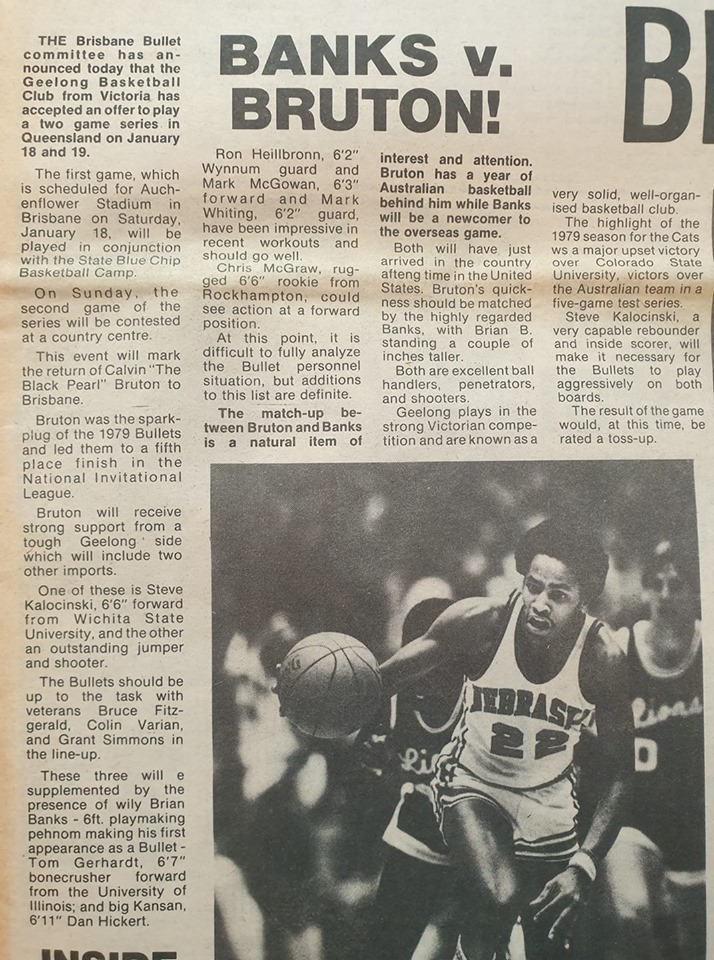 THE Brisbane Bullet
committee has an-
nounced today that the
Geelong Basketball
Club from Victoria has
accepted an offer to play
a two game series in
Queensland on January
18 and 19.
The first game, which
is scheduled for Auch-
enflower Stadium in
Brisbane on Saturday,
January 18, will be
played in conjunction
with the State Blue Chip
Basketball Camp.
On Sunday, the
second game of the
series will be contested
at a country centre.
This event will mark
the return of Calvin "The
Black Pearl" Bruton to
Brisbane.
Bruton was the spark-
plug of the 1979 Bullets
and led them to a fifth
place finish in the
National Invitational
League.
Bruton will receive
strong support from a
tough Geelong side
which will include two
other imports.
One of these is Steve
Kalocinski, 6'6" forward
from Wichita State
University, and the other
an outstanding jumper
and shooter.
The Bullets should be
up to the task with
veterans Bruce Fitz-
gerald, Colin Varian,
and Grant Simmons in
the line-up.
These three will e
supplemented by the
presence of wily Brian
Banks - 6ft. playmaking
pehnom making his first
appearance as a Bullet -
Tom Gerhardt, 6'7"
bonecrusher forward
from the University of
Illinois; and big Kansan,
6'11" Dan Hickert.
INSIDE
BANKS v.
BRUTON!
Ron Heillbronn, 6'2"
Wynnum guard and
Mark McGowan, 6'3"
forward and Mark
Whiting, 6'2" guard,
have been impressive in
recent workouts and
should go well.
Chris McGraw, rug-
ged 6'6" rookie from
Rockhampton, could
see action at a forward
position.
At this point, it is
difficult to fully analyze
the Bullet personnel
situation, but additions
to this list are definite.
The match-up be-
tween Bruton and Banks
is a natural item of
interest and attention.
Bruton has a year of
Australian basketball
behind him while Banks
will be a newcomer to
the overseas game.
Both will have just
arrived in the country
afteng time in the United
States. Bruton's quick-
ness should be matched
by the highly regarded
Banks, with Brian B.
standing a couple of
inches taller.
Both are excellent ball
handlers, penetrators,
and shooters.
Geelong plays in the
strong Victorian compe-
tition and are known as a
very solid, well-organ-
ised basketball club.
The highlight of the
1979 season for the Cats
ws a major upset victory
over Colorado State
University, victors over
the Australian team in a
five-game test series.
Steve Kalocinski, a
very capable rebounder
and inside scorer, will
make it necessary for
the Bullets to play
aggressively on both
boards.
The result of the game
would, at this time, be
rated a toss-up.
NEBRASK
22
Lions